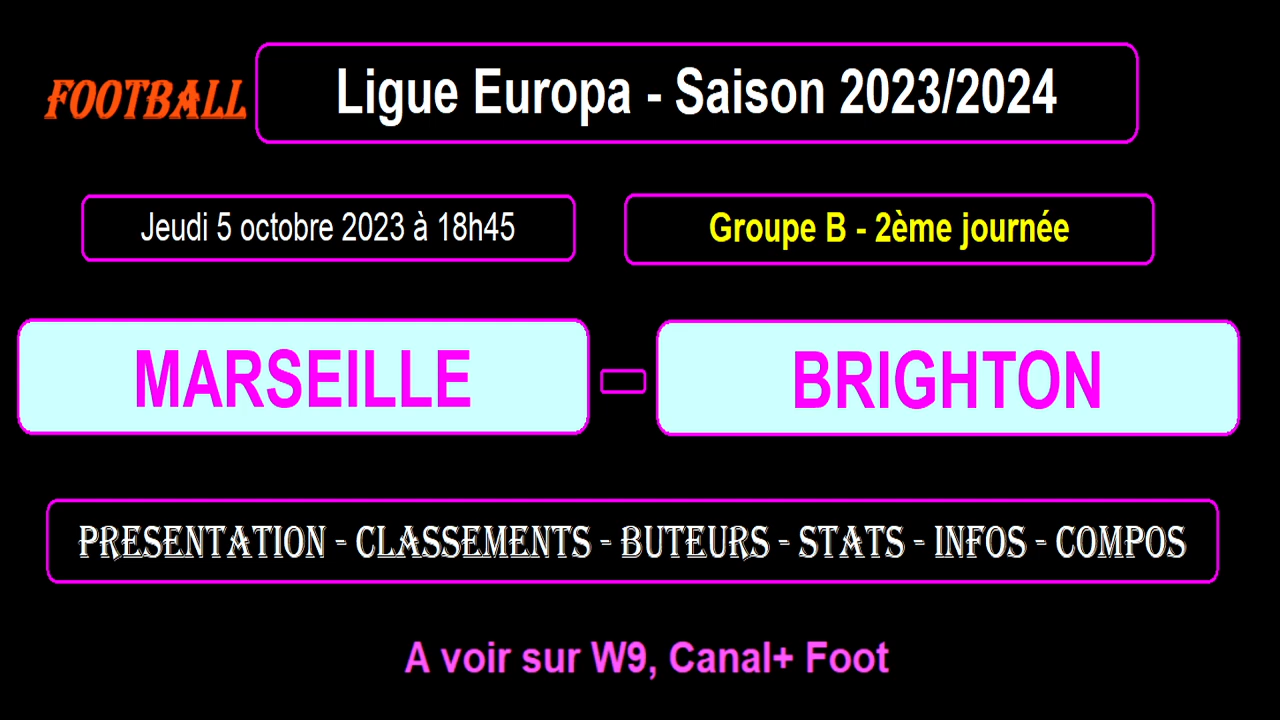 FOOTBALL
Ligue Europa - Saison 2023/2024
Jeudi 5 octobre 2023 à 18h45
Groupe B - 2ème journée
MARSEILLE
BRIGHTON
PRESENTATION - CLASSEMENTS - BUTEURS - STATS - INFOS - COMPOS
A voir sur W9, Canal+ Foot